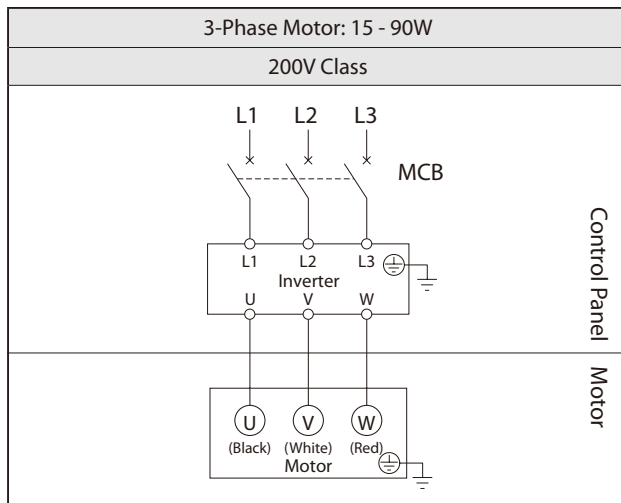 3-Phase Motor: 15 - 90W
200V Class
L1 L2 L3
MCB
L1 L2 L3
Inverter
U V W
Control Panel
U V W
(Black) (White) (Red)
Motor
Motor